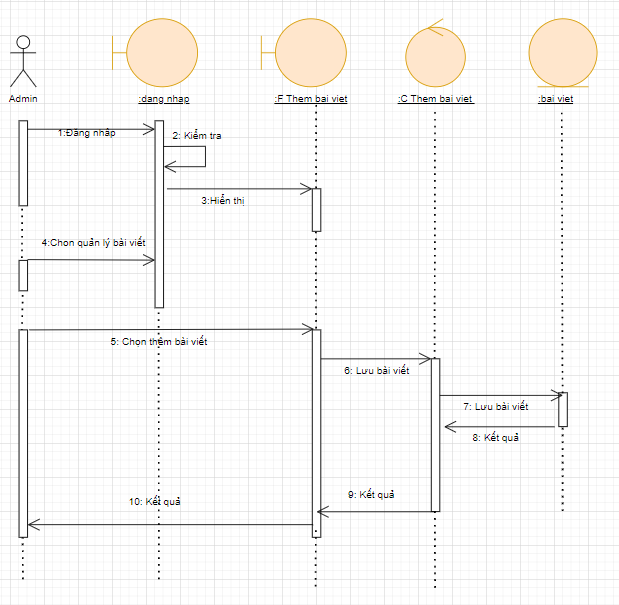 Admin
:dang nhap
:F Them bai viet
:C Them bai viet
:bai viet
1:Đăng nhập
2: Kiểm tra
3:Hiển thị
4:Chon quản lý bài viết
5: Chọn thêm bài viết
6: Lưu bài viết
7: Lưu bài viết
8: Kết quả
9: Kết quả
10: Kết quả